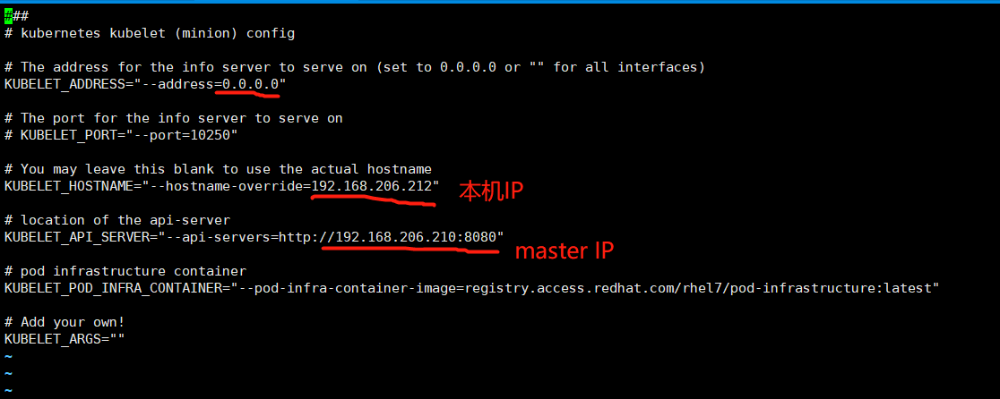 ###
# kubernetes kubelet (minion) config
# The address for the info server to serve on (set to 0.0.0.0 or "" for all interfaces)
KUBELET_ADDRESS="--address=0.0.0.0"
# The port for the info server to serve on
# KUBELET_PORT="--port=10250"
# You may leave this blank to use the actual hostname
KUBELET_HOSTNAME="--hostname-override=192.168.206.212"
本机IP
# location of the api-server
KUBELET_API_SERVER="--api-servers=http://192.168.206.210:8080"
master IP
# pod infrastructure container
KUBELET_POD_INFRA_CONTAINER="--pod-infra-container-image=registry.access.redhat.com/rhel7/pod-infrastructure:latest"
# Add your own!
KUBELET_ARGS=""
~
~
~